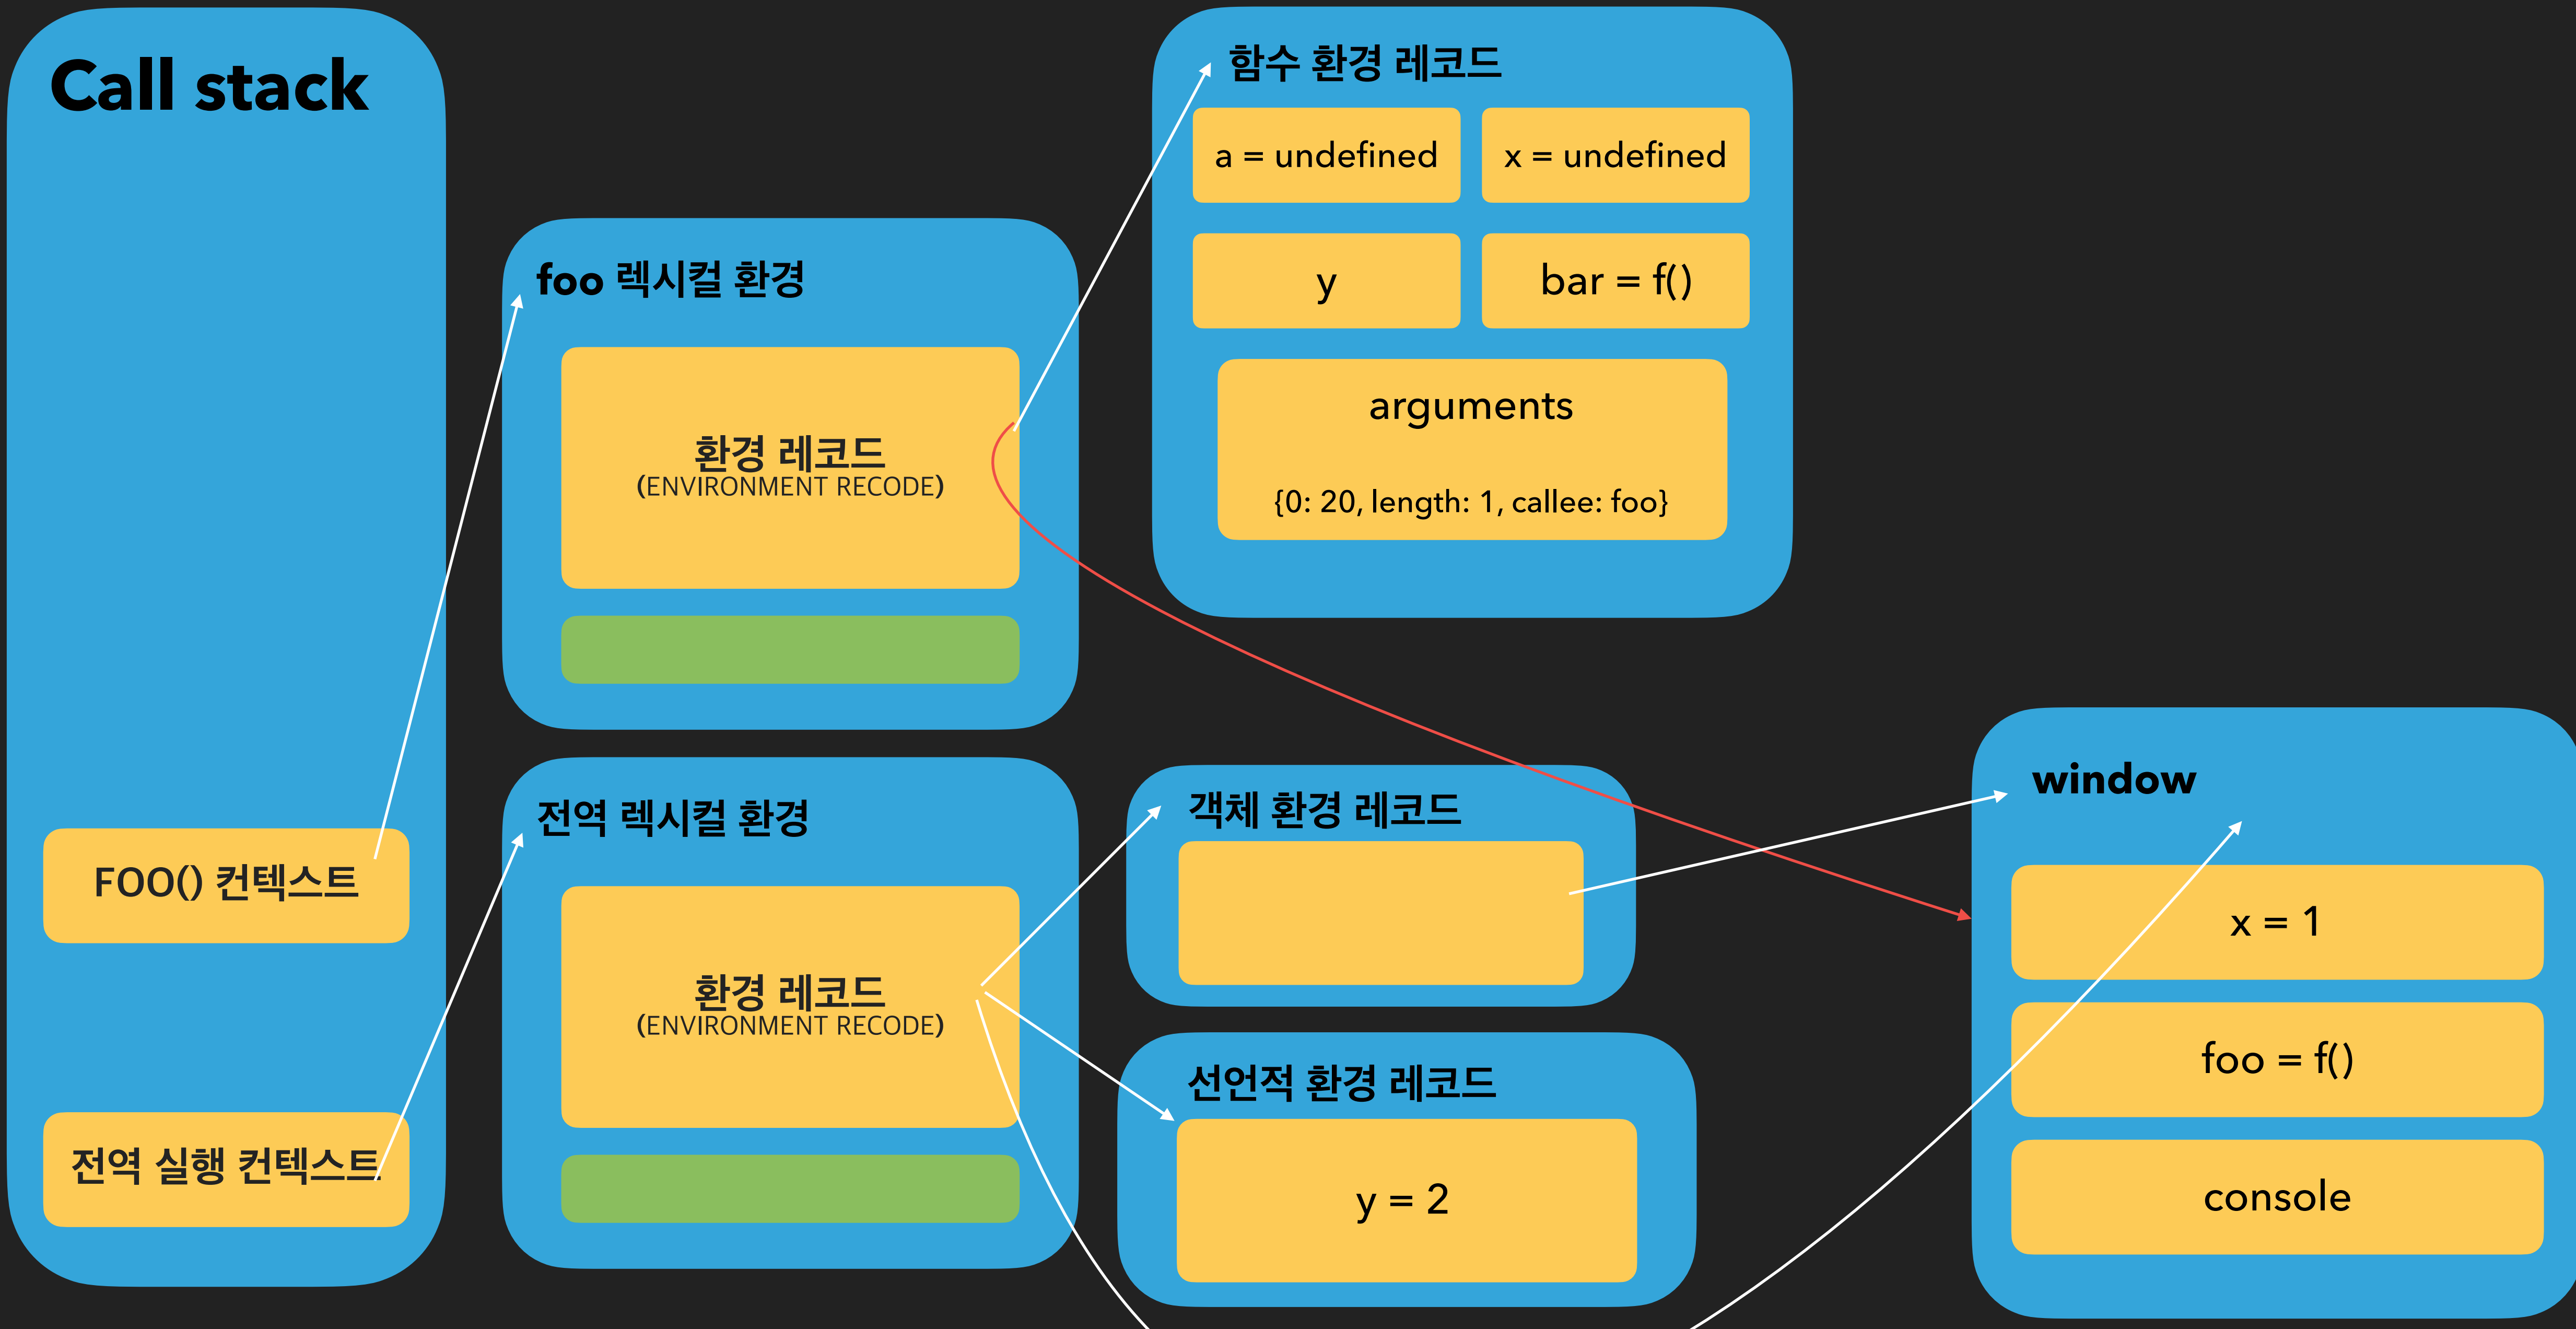 Call stack
FOO() 컨텍스트
전역 실행 컨텍스트
foo 렉시컬 환경
환경 레코드
(ENVIRONMENT RECODE)
전역 렉시컬 환경
환경 레코드
(ENVIRONMENT RECODE)
함수 환경 레코드
a = undefined
x = undefined
y
bar = f()
arguments
{0: 20, length: 1, callee: foo}
객체 환경 레코드
선언적 환경 레코드
y = 2
window
x = 1
foo = f()
console